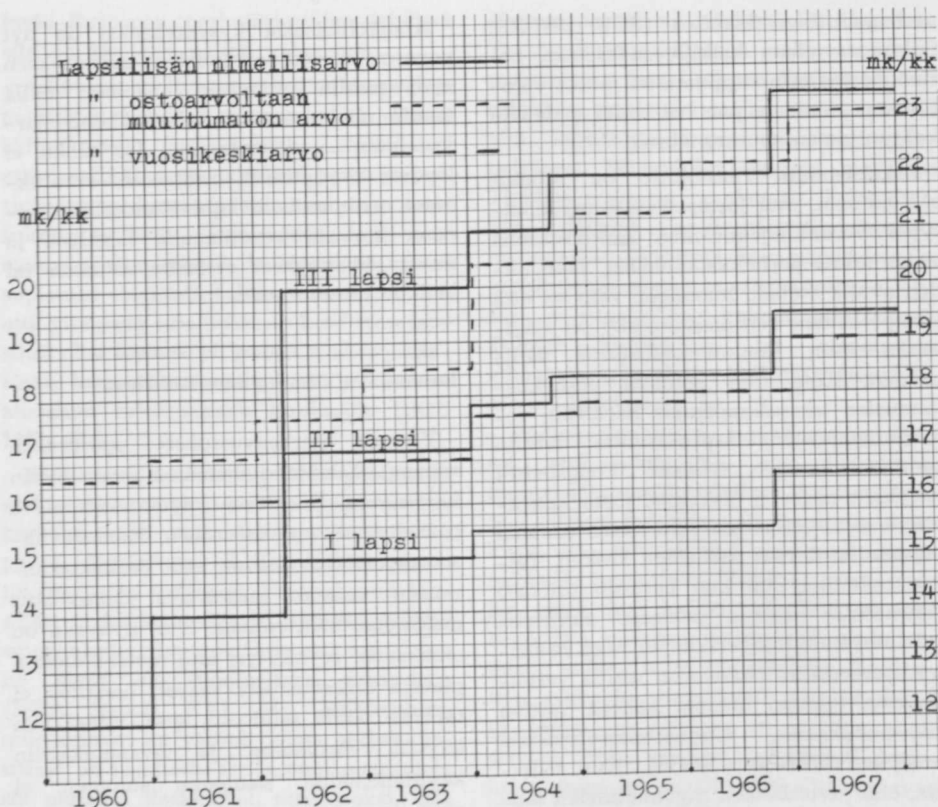 Lapsilisän nimellisarvo
mk/kk
" ostoarvoltaan
muuttumaton arvo
23
" vuosikeskiarvo
22
mk/kk
21
III lapsi
20
20
19
19
18
18
II lapsi
17
17
16
16
I lapsi
15
15
14
14
13
13
12
12
1960 1961 1962 1963 1964 1965 1966 1967